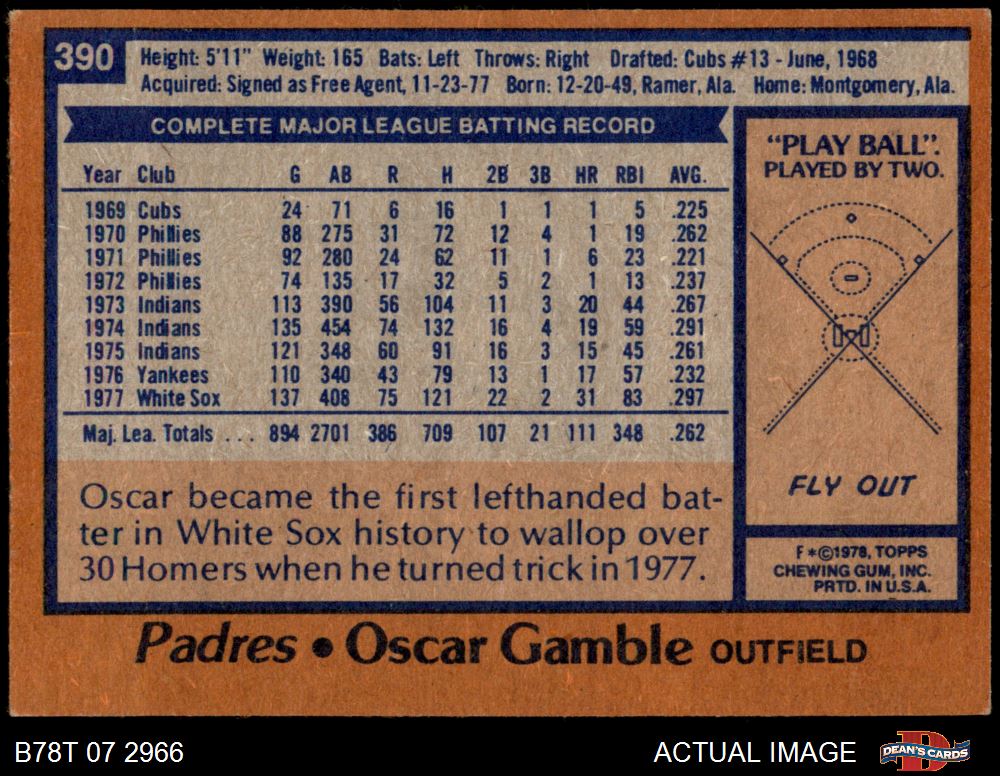 390
Height: 5'11" Weight: 165 Bats: Left Throws: Right Drafted: Cubs #13 - June, 1968
Acquired: Signed as Free Agent, 11-23-77 Born: 12-20-49, Ramer, Ala. Home: Montgomery, Ala.
COMPLETE MAJOR LEAGUE BATTING RECORD
Year Club G AB R H 2B 3B HR RBI AVG.
1969 Cubs 24 71 6 16 1 1 1 5 .225
1970 Phillies 88 275 31 72 12 4 1 19 .262
1971 Phillies 92 280 24 62 11 1 6 23 .221
1972 Phillies 74 135 17 32 5 2 1 13 .237
1973 Indians 113 390 56 104 11 3 20 44 .267
1974 Indians 135 454 74 132 16 4 19 59 .291
1975 Indians 121 348 60 91 16 3 15 45 .261
1976 Yankees 110 340 43 79 13 1 17 57 .232
1977 White Sox 137 408 75 121 22 2 31 83 .297
Maj. Lea. Totals . . . 894 2701 386 709 107 21 111 348 .262
Oscar became the first lefthanded bat-
ter in White Sox history to wallop over
30 Homers when he turned trick in 1977.
"PLAY BALL".
PLAYED BY TWO.
FLY OUT
F*©1978, TOPPS
CHEWING GUM, INC.
PRTD. IN U.S.A.
Padres • Oscar Gamble OUTFIELD
B78T 07 2966
ACTUAL IMAGE
D
DEAN'S CARDS